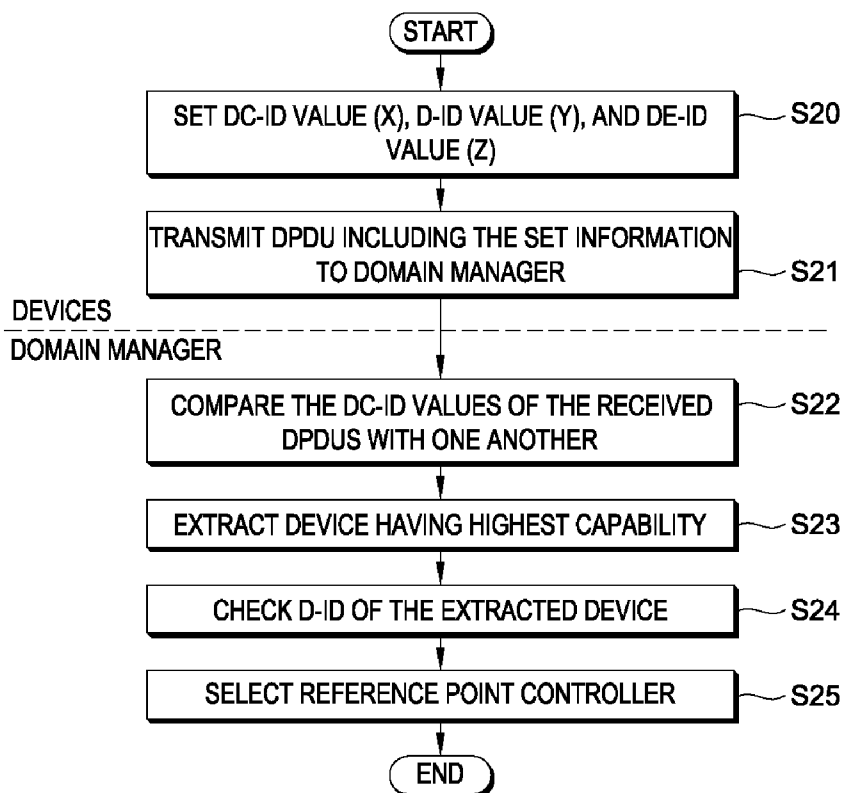 START
SET DC-ID VALUE (X), D-ID VALUE (Y), AND DE-ID
VALUE (Z)
S20
TRANSMIT DPDU INCLUDING THE SET INFORMATION
TO DOMAIN MANAGER
S21
DEVICES
DOMAIN MANAGER
COMPARE THE DC-ID VALUES OF THE RECEIVED
DPDUS WITH ONE ANOTHER
S22
EXTRACT DEVICE HAVING HIGHEST CAPABILITY
S23
CHECK D-ID OF THE EXTRACTED DEVICE
S24
SELECT REFERENCE POINT CONTROLLER
S25
END